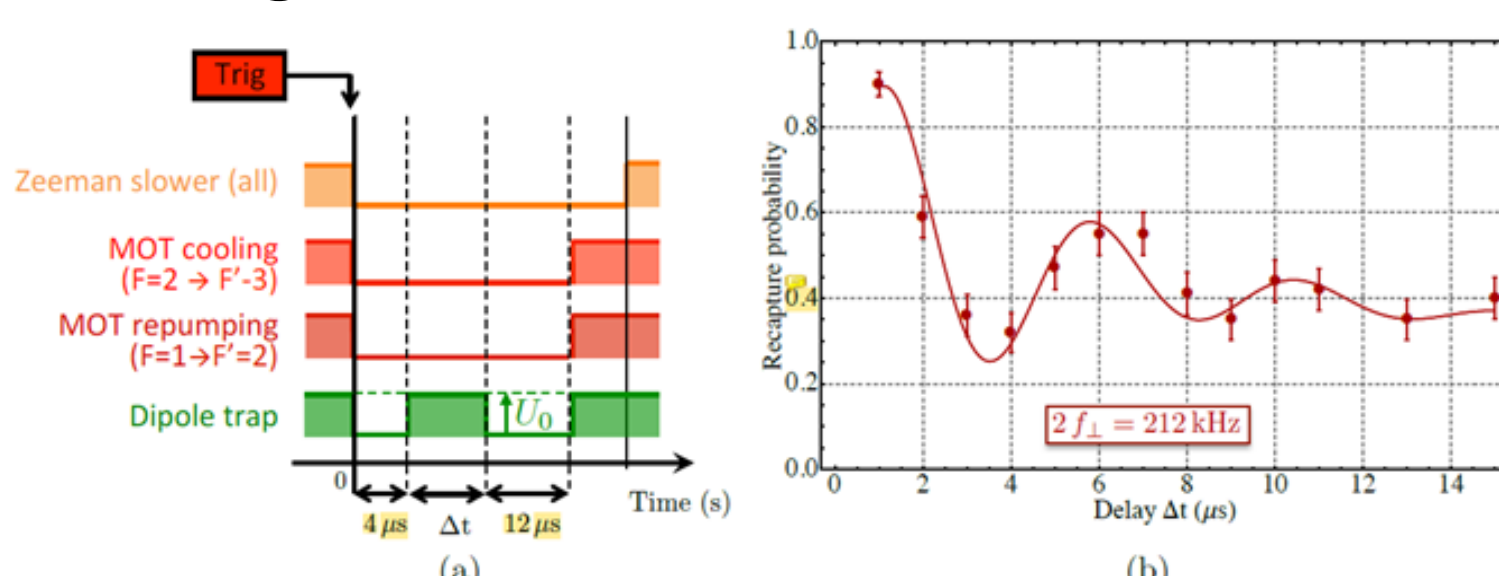 Trig
Zeeman slower (all)
MOT cooling
(F=2 → F'-3)
MOT repumping
(F=1→F'=2)
Dipole trap
U₀
0
Time (s)
4 μs
Δt
12 μs
(a)
1.0
0.8
0.6
0.4
0.2
0.0
Recapture probability
2 f⊥ = 212 kHz
0 2 4 6 8 10 12 14
Delay Δt (μs)
(b)